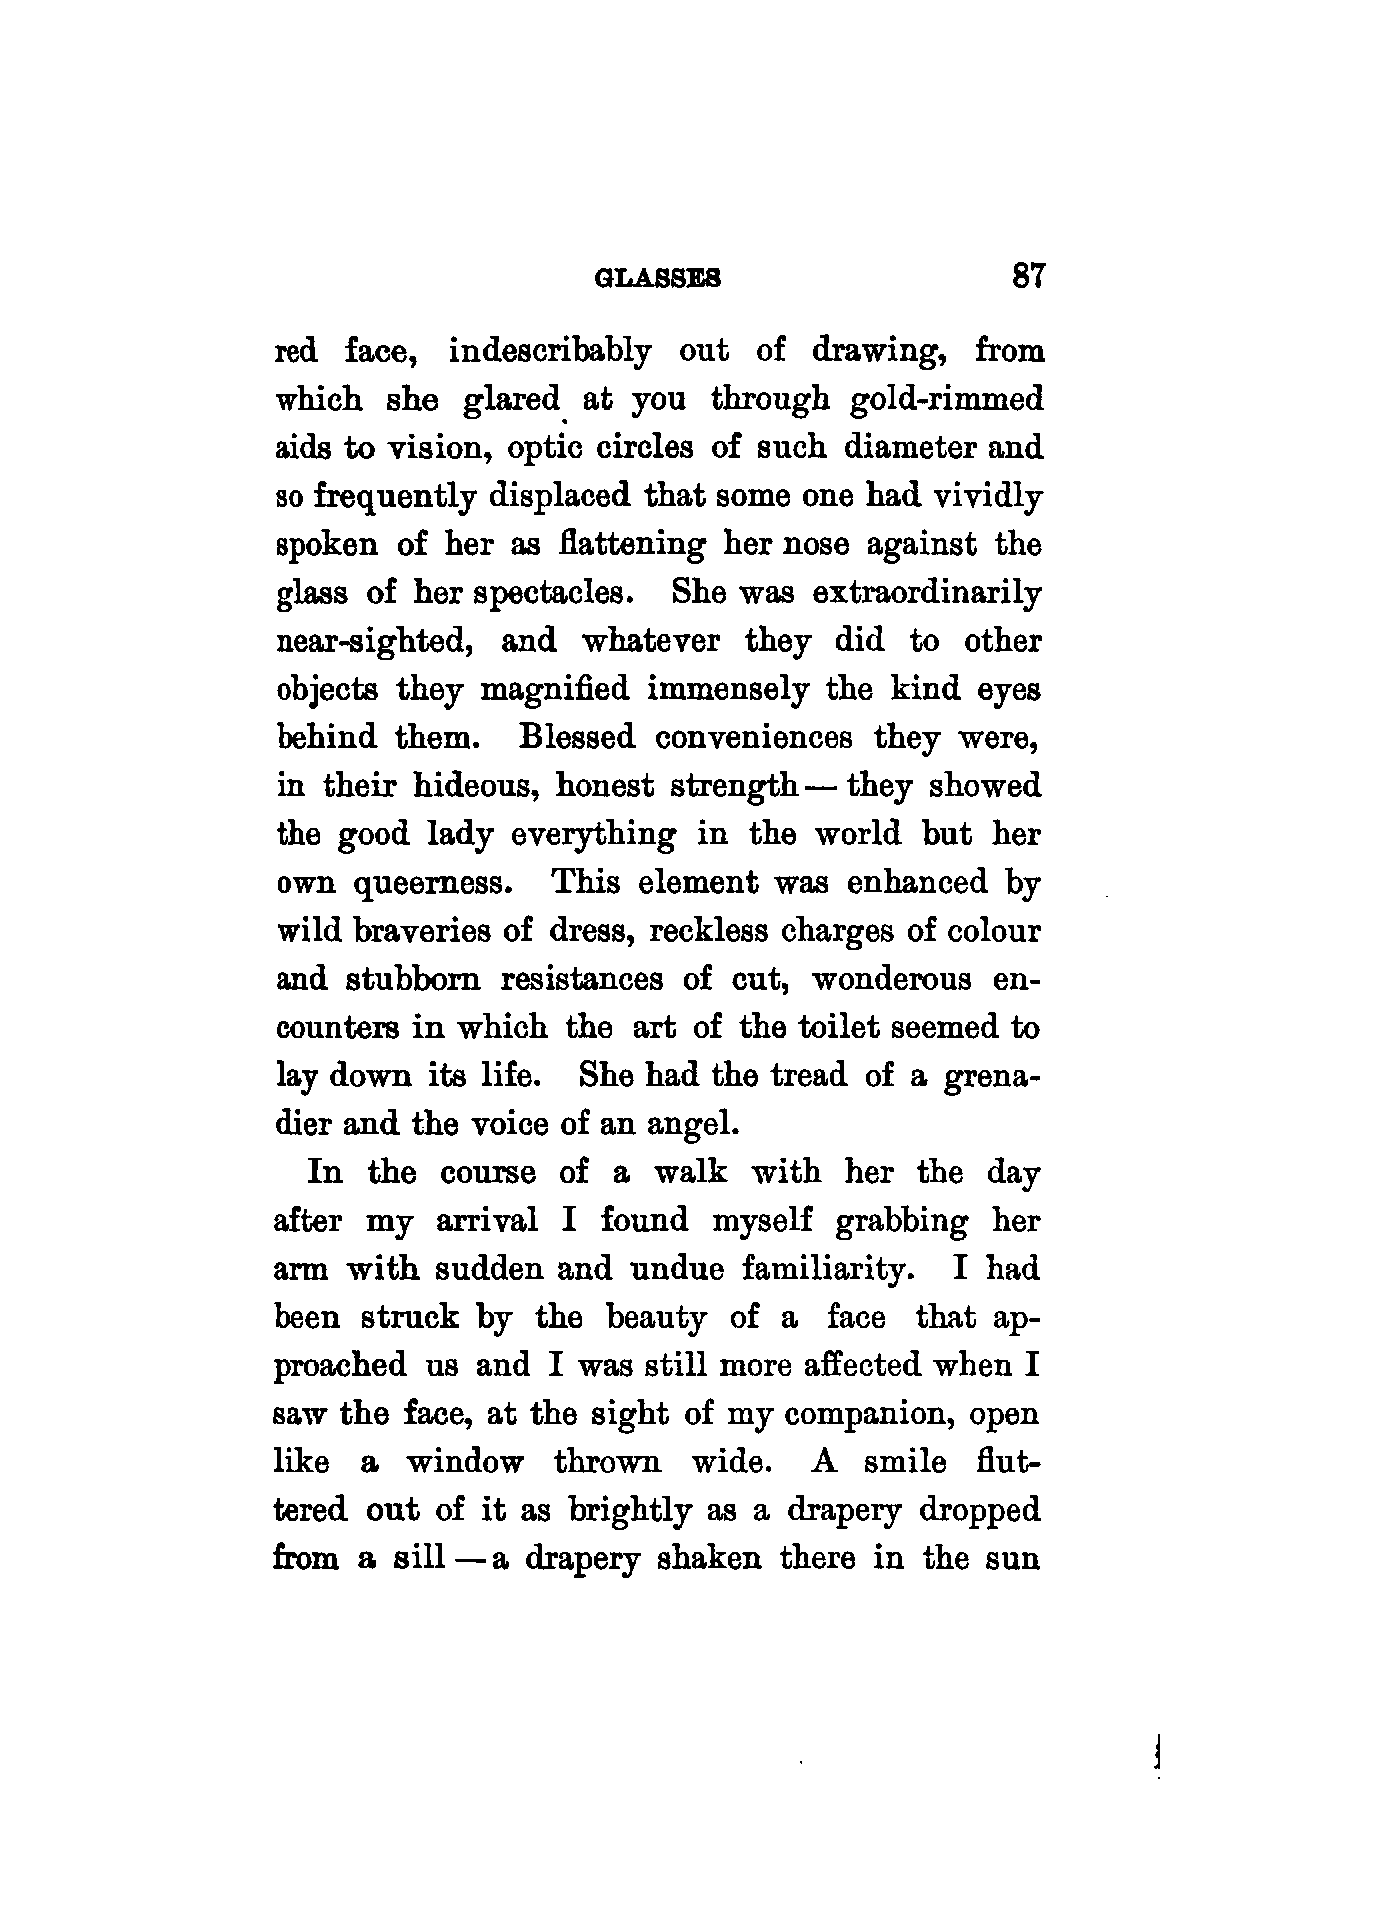 GLASSES 87
red face, indescribably out of drawing, from
which she glared at you through gold-rimmed
aids to vision, optic circles of such diameter and
so frequently displaced that some one had vividly
spoken of her as flattening her nose against the
glass of her spectacles. She was extraordinarily
near-sighted, and whatever they did to other
objects they magnified immensely the kind eyes
behind them. Blessed conveniences they were,
in their hideous, honest strength— they showed
the good lady everything in the world but her
own queerness. This element was enhanced by
wild braveries of dress, reckless charges of colour
and stubborn resistances of cut, wonderous en-
counters in which the art of the toilet seemed to
lay down its life. She had the tread of a grena-
dier and the voice of an angel.
In the course of a walk with her the day
after my arrival I found myself grabbing her
arm with sudden and undue familiarity. I had
been struck by the beauty of a face that ap-
proached us and I was still more affected when I
saw the face, at the sight of my companion, open
like a window thrown wide. A smile flut-
tered out of it as brightly as a drapery dropped
from a sill —a drapery shaken there in the sun